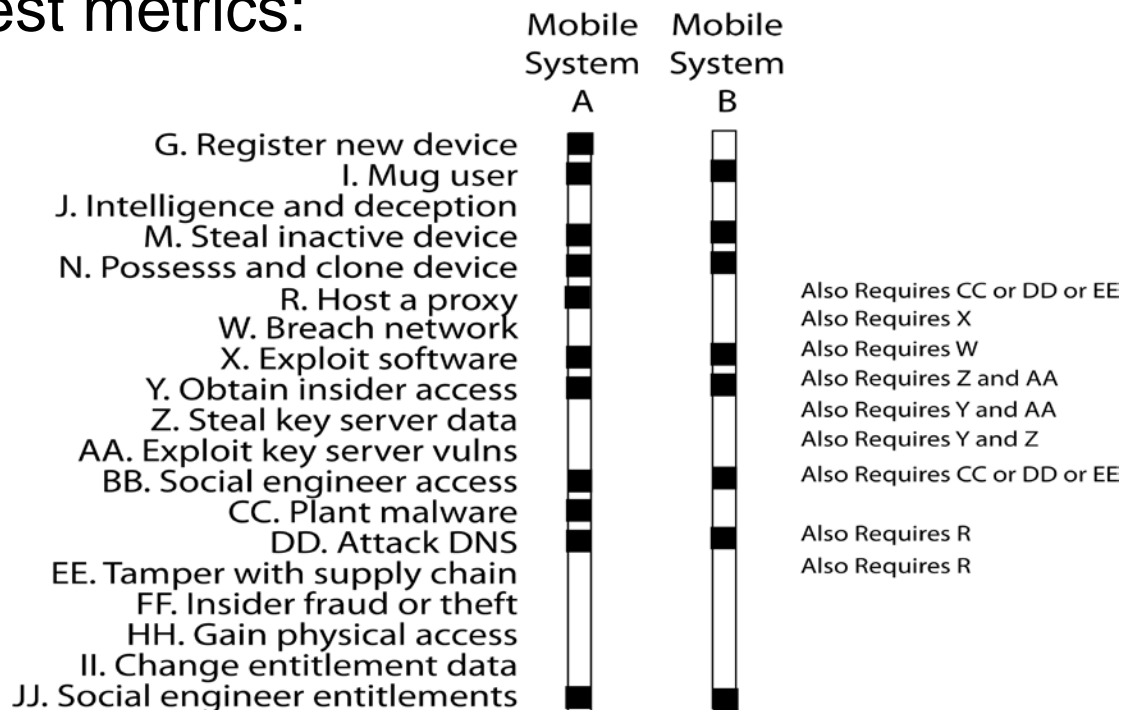 est metrics:
Mobile Mobile
System System
A B
G. Register new device
I. Mug user
J. Intelligence and deception
M. Steal inactive device
N. Possesss and clone device
R. Host a proxy Also Requires CC or DD or EE
W. Breach network Also Requires X
X. Exploit software Also Requires W
Y. Obtain insider access Also Requires Z and AA
Z. Steal key server data Also Requires Y and AA
AA. Exploit key server vulns Also Requires Y and Z
BB. Social engineer access Also Requires CC or DD or EE
CC. Plant malware
DD. Attack DNS Also Requires R
EE. Tamper with supply chain Also Requires R
FF. Insider fraud or theft
HH. Gain physical access
II. Change entitlement data
JJ. Social engineer entitlements